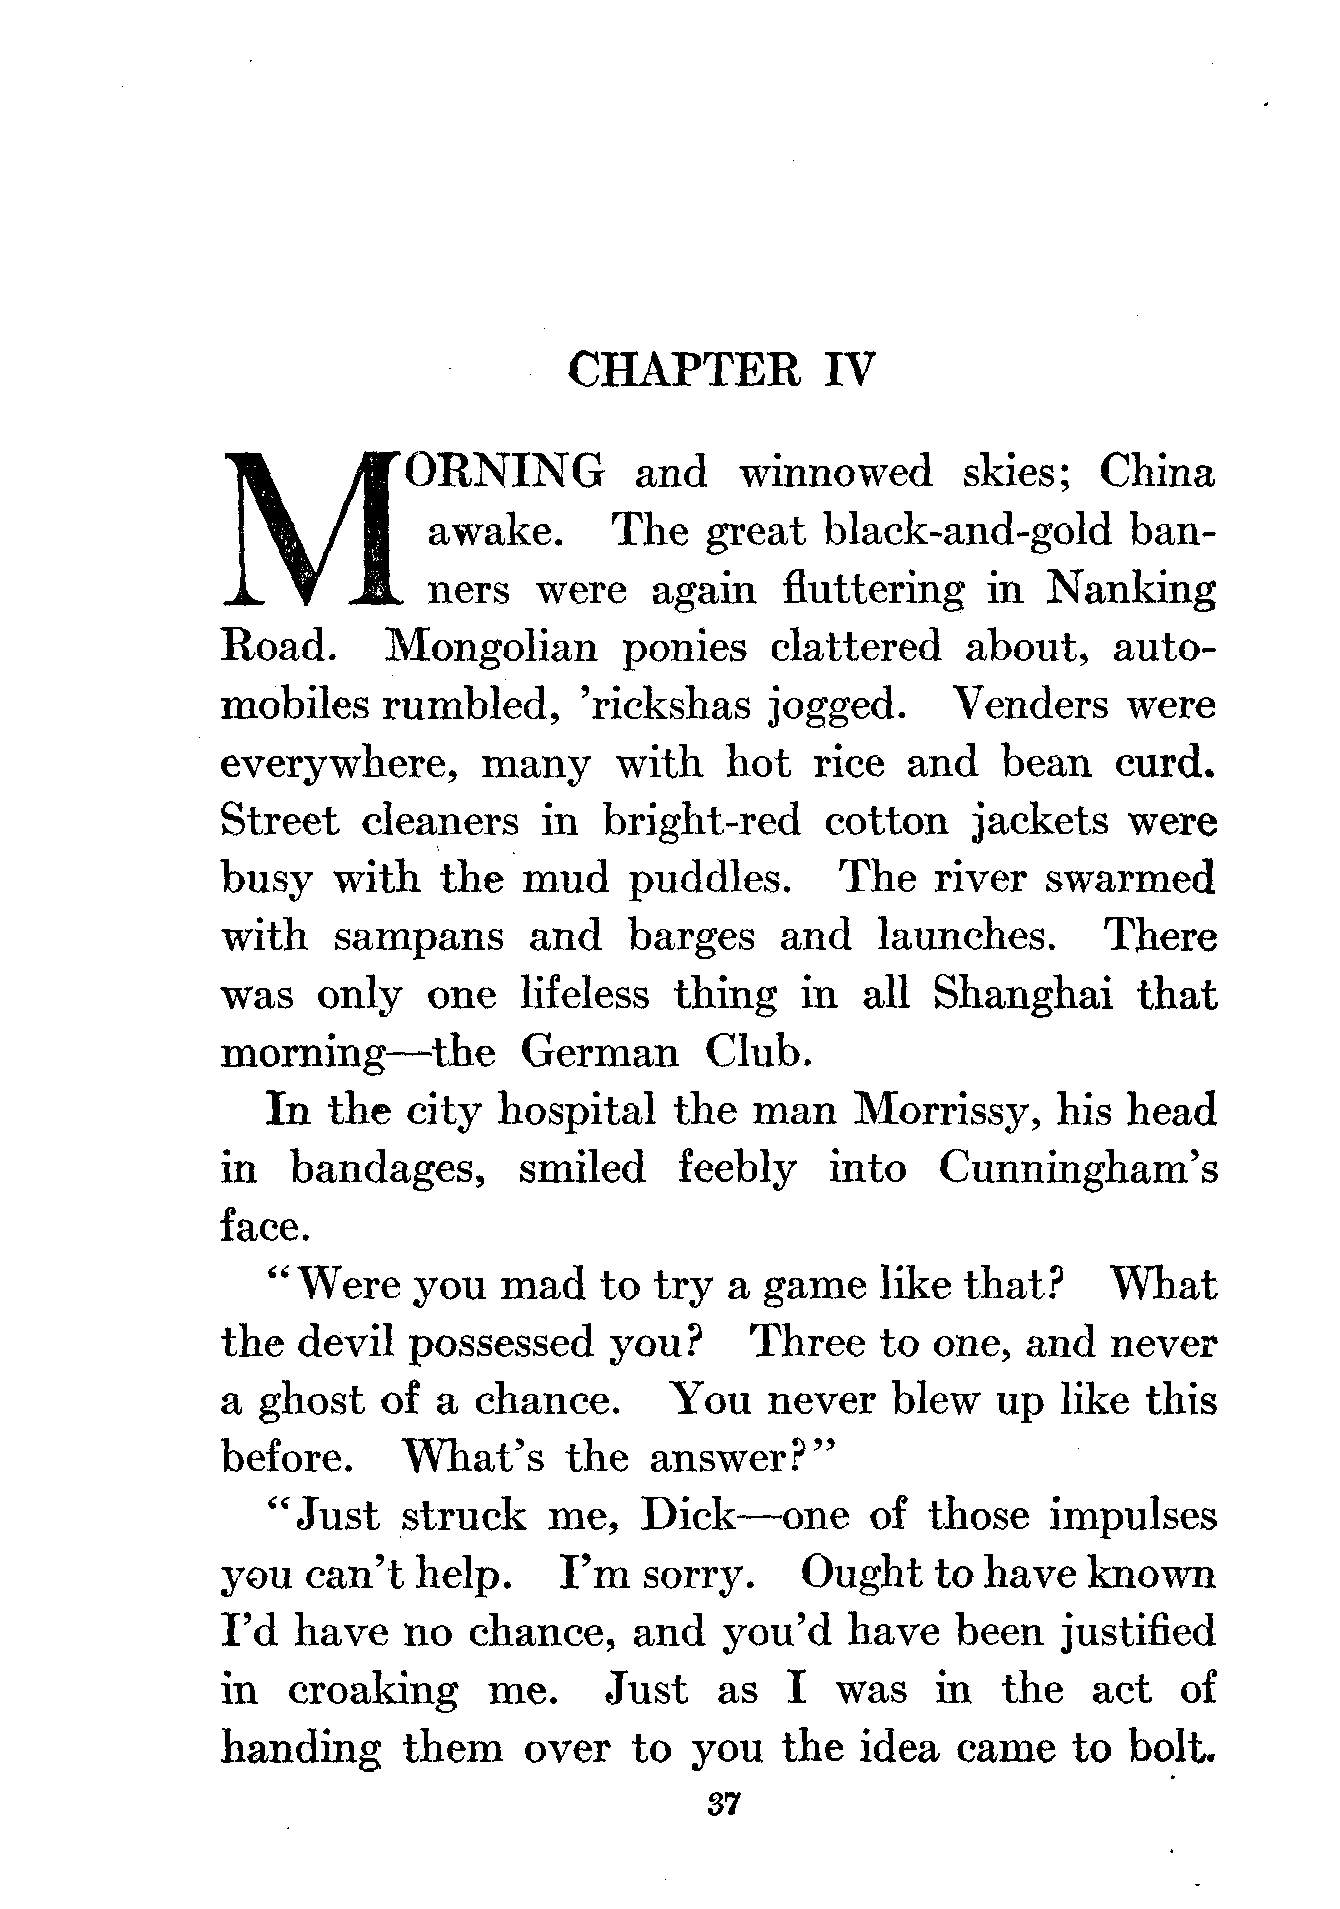 CHAPTER IV
MORNING and winnowed skies; China
awake. The great black-and-gold ban-
ners were again fluttering in Nanking
Road. Mongolian ponies clattered about, auto-
mobiles rumbled, ’rickshas jogged. Venders were
everywhere, many with hot rice and bean curd.
Street cleaners in bright-red cotton jackets were
busy with the mud puddles. The river swarmed
with sampans and barges and launches. There
was only one lifeless thing in all Shanghai that
morning—the German Club.
In the city hospital the man Morrissy, his head
in bandages, smiled feebly into Cunningham’s
face.
“Were you mad to try a game like that? What
the devil possessed you? Three to one, and never
a ghost of a chance. You never blew up like this
before. What’s the answer?”
“Just struck me, Dick—one of those impulses
you can’t help. I’m sorry. Ought to have known
I’d have no chance, and you’d have been justified
in croaking me. Just as I was in the act of
handing them over to you the idea came to bolt.
37